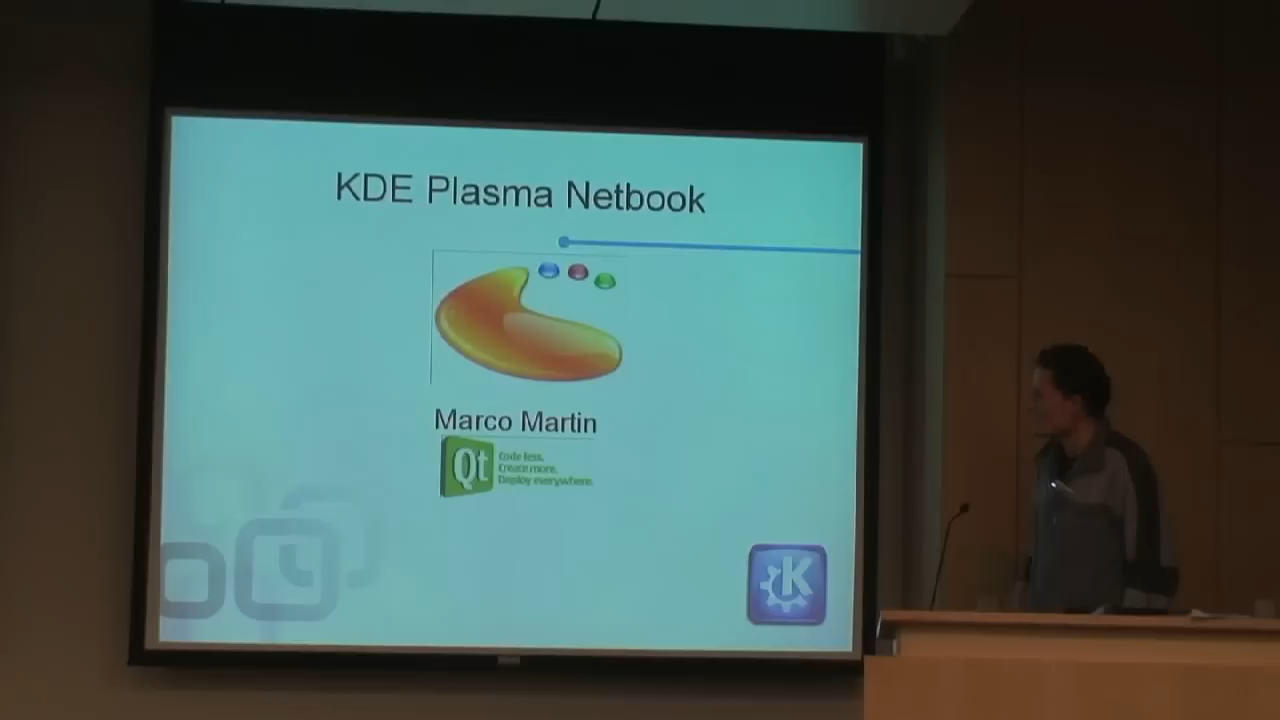 KDE Plasma Netbook
Marco Martin
Qt
Code less.
Create more.
Deploy everywhere.
K